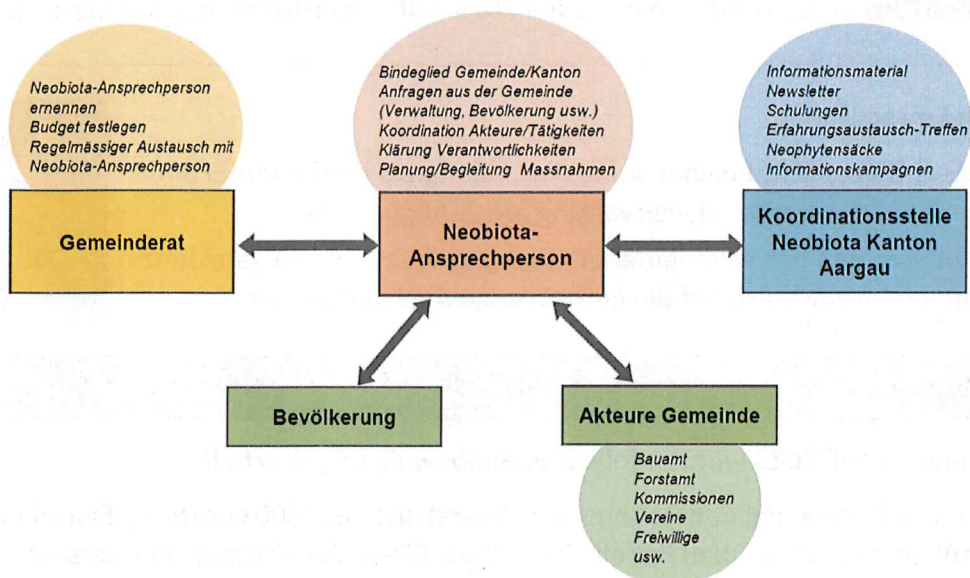 Neobiota-Ansprechperson
ernennen
Budget festlegen
Regelmässiger Austausch mit
Neobiota-Ansprechperson
Gemeinderat
Bindeglied Gemeinde/Kanton
Anfragen aus der Gemeinde
(Verwaltung, Bevölkerung usw.)
Koordination Akteure/Tätigkeiten
Klärung Verantwortlichkeiten
Planung/Begleitung Massnahmen
Neobiota-
Ansprechperson
Informationsmaterial
Newsletter
Schulungen
Erfahrungsaustausch-Treffen
Neophytensäcke
Informationskampagnen
Koordinationsstelle
Neobiota Kanton
Aargau
Bevölkerung
Akteure Gemeinde
Bauamt
Forstamt
Kommissionen
Vereine
Freiwillige
usw.